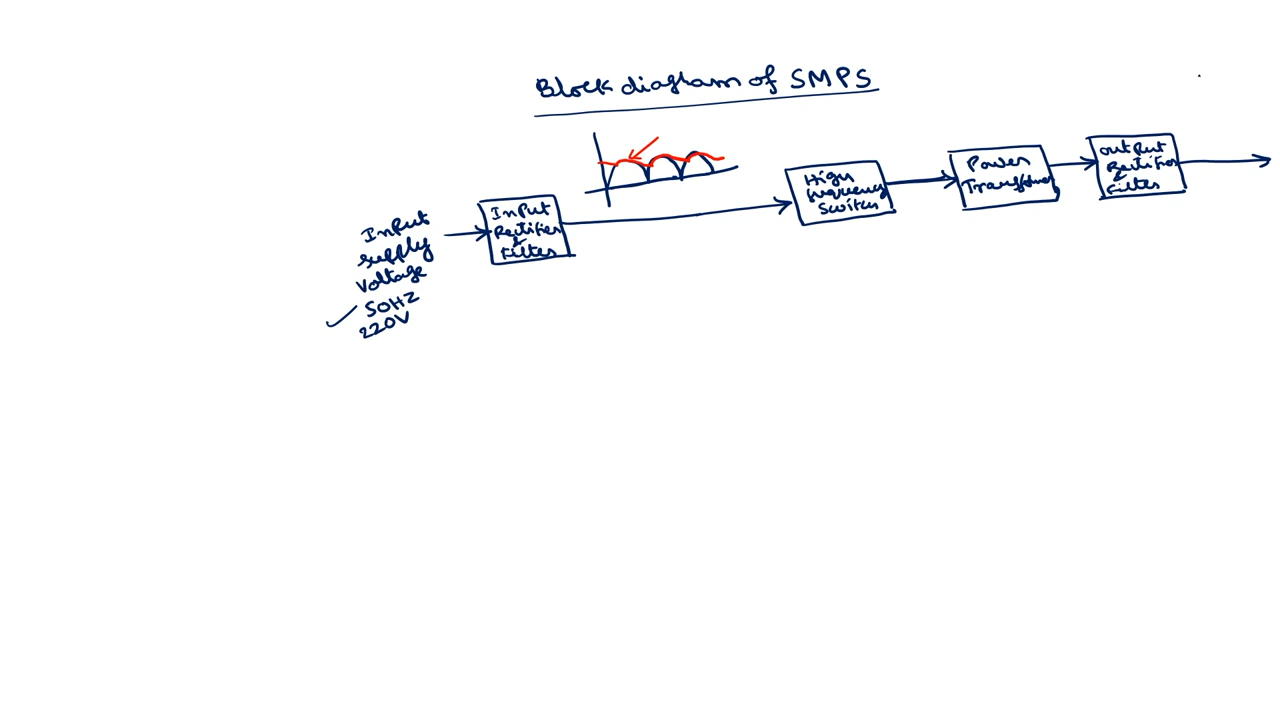 Block diagram of SMPS
Input
supply
voltage
50HZ
220V
Input
Rectifier
&
Filter
High
frequency
Switch
Power
Transformer
output
Rectifier
&
Filter